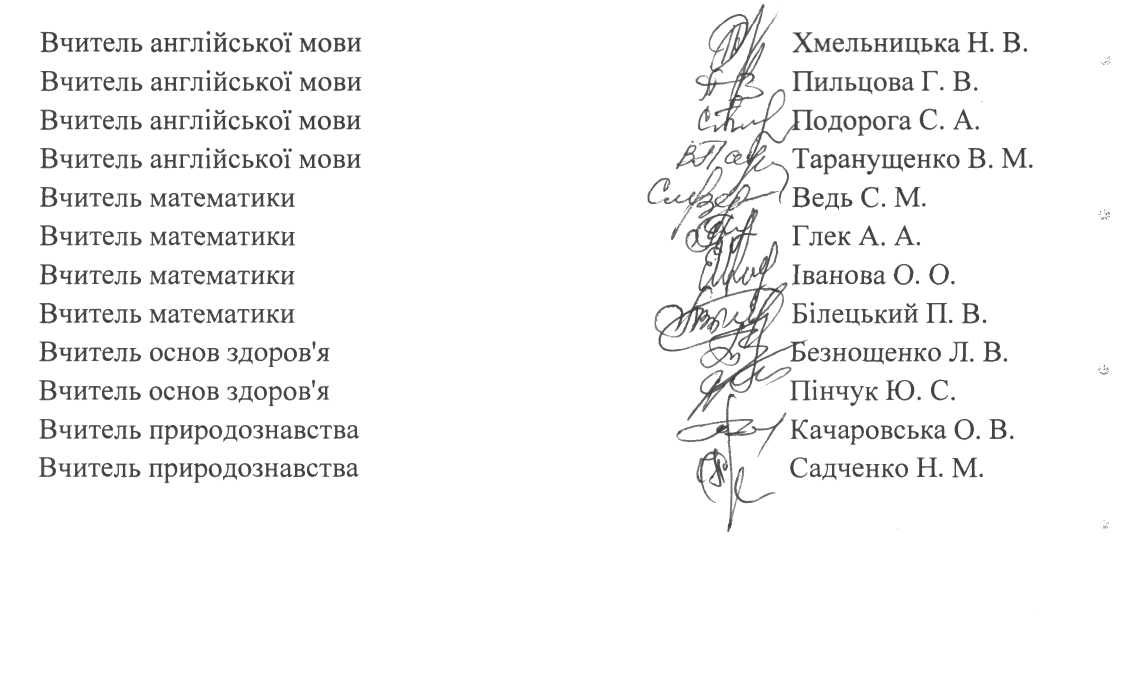 Вчитель англійської мови Хмельницька Н. В.
Вчитель англійської мови Пильцова Г. В.
Вчитель англійської мови Подорога С. А.
Вчитель англійської мови Таранущенко В. М.
Вчитель математики Ведь С. М.
Вчитель математики Глек А. А.
Вчитель математики Іванова О. О.
Вчитель математики Білецький П. В.
Вчитель основ здоров'я Безнощенко Л. В.
Вчитель основ здоров'я Пінчук Ю. С.
Вчитель природознавства Качаровська О. В.
Вчитель природознавства Садченко Н. М.